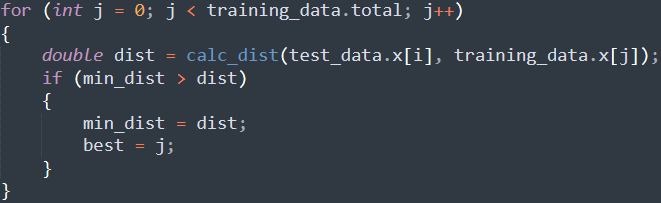 for (int j = 0; j < training_data.total; j++)
{
    double dist = calc_dist(test_data.x[i], training_data.x[j]);
    if (min_dist > dist)
    {
        min_dist = dist;
        best = j;
    }
}